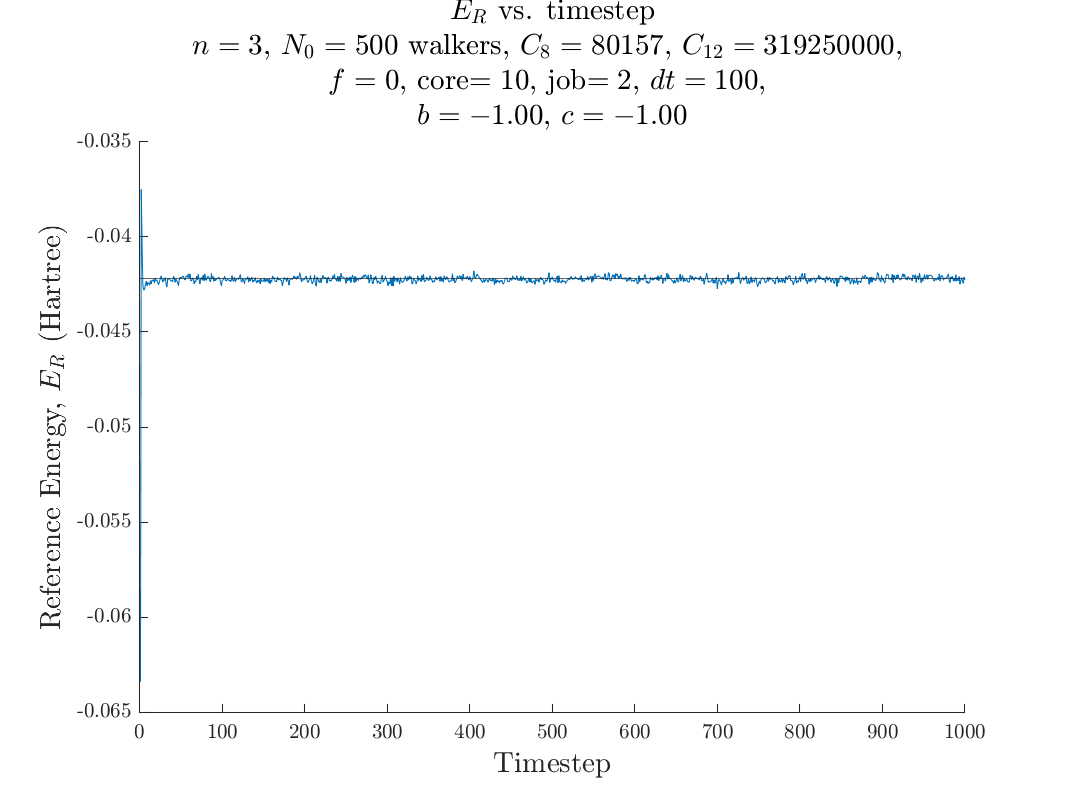 E_R vs. timestep
n = 3, N_0 = 500 walkers, C_8 = 80157, C_12 = 319250000,
f = 0, core= 10, job= 2, dt = 100,
b = −1.00, c = −1.00
Reference Energy, E_R (Hartree)
-0.035
-0.04
-0.045
-0.05
-0.055
-0.06
-0.065
0 100 200 300 400 500 600 700 800 900 1000
Timestep